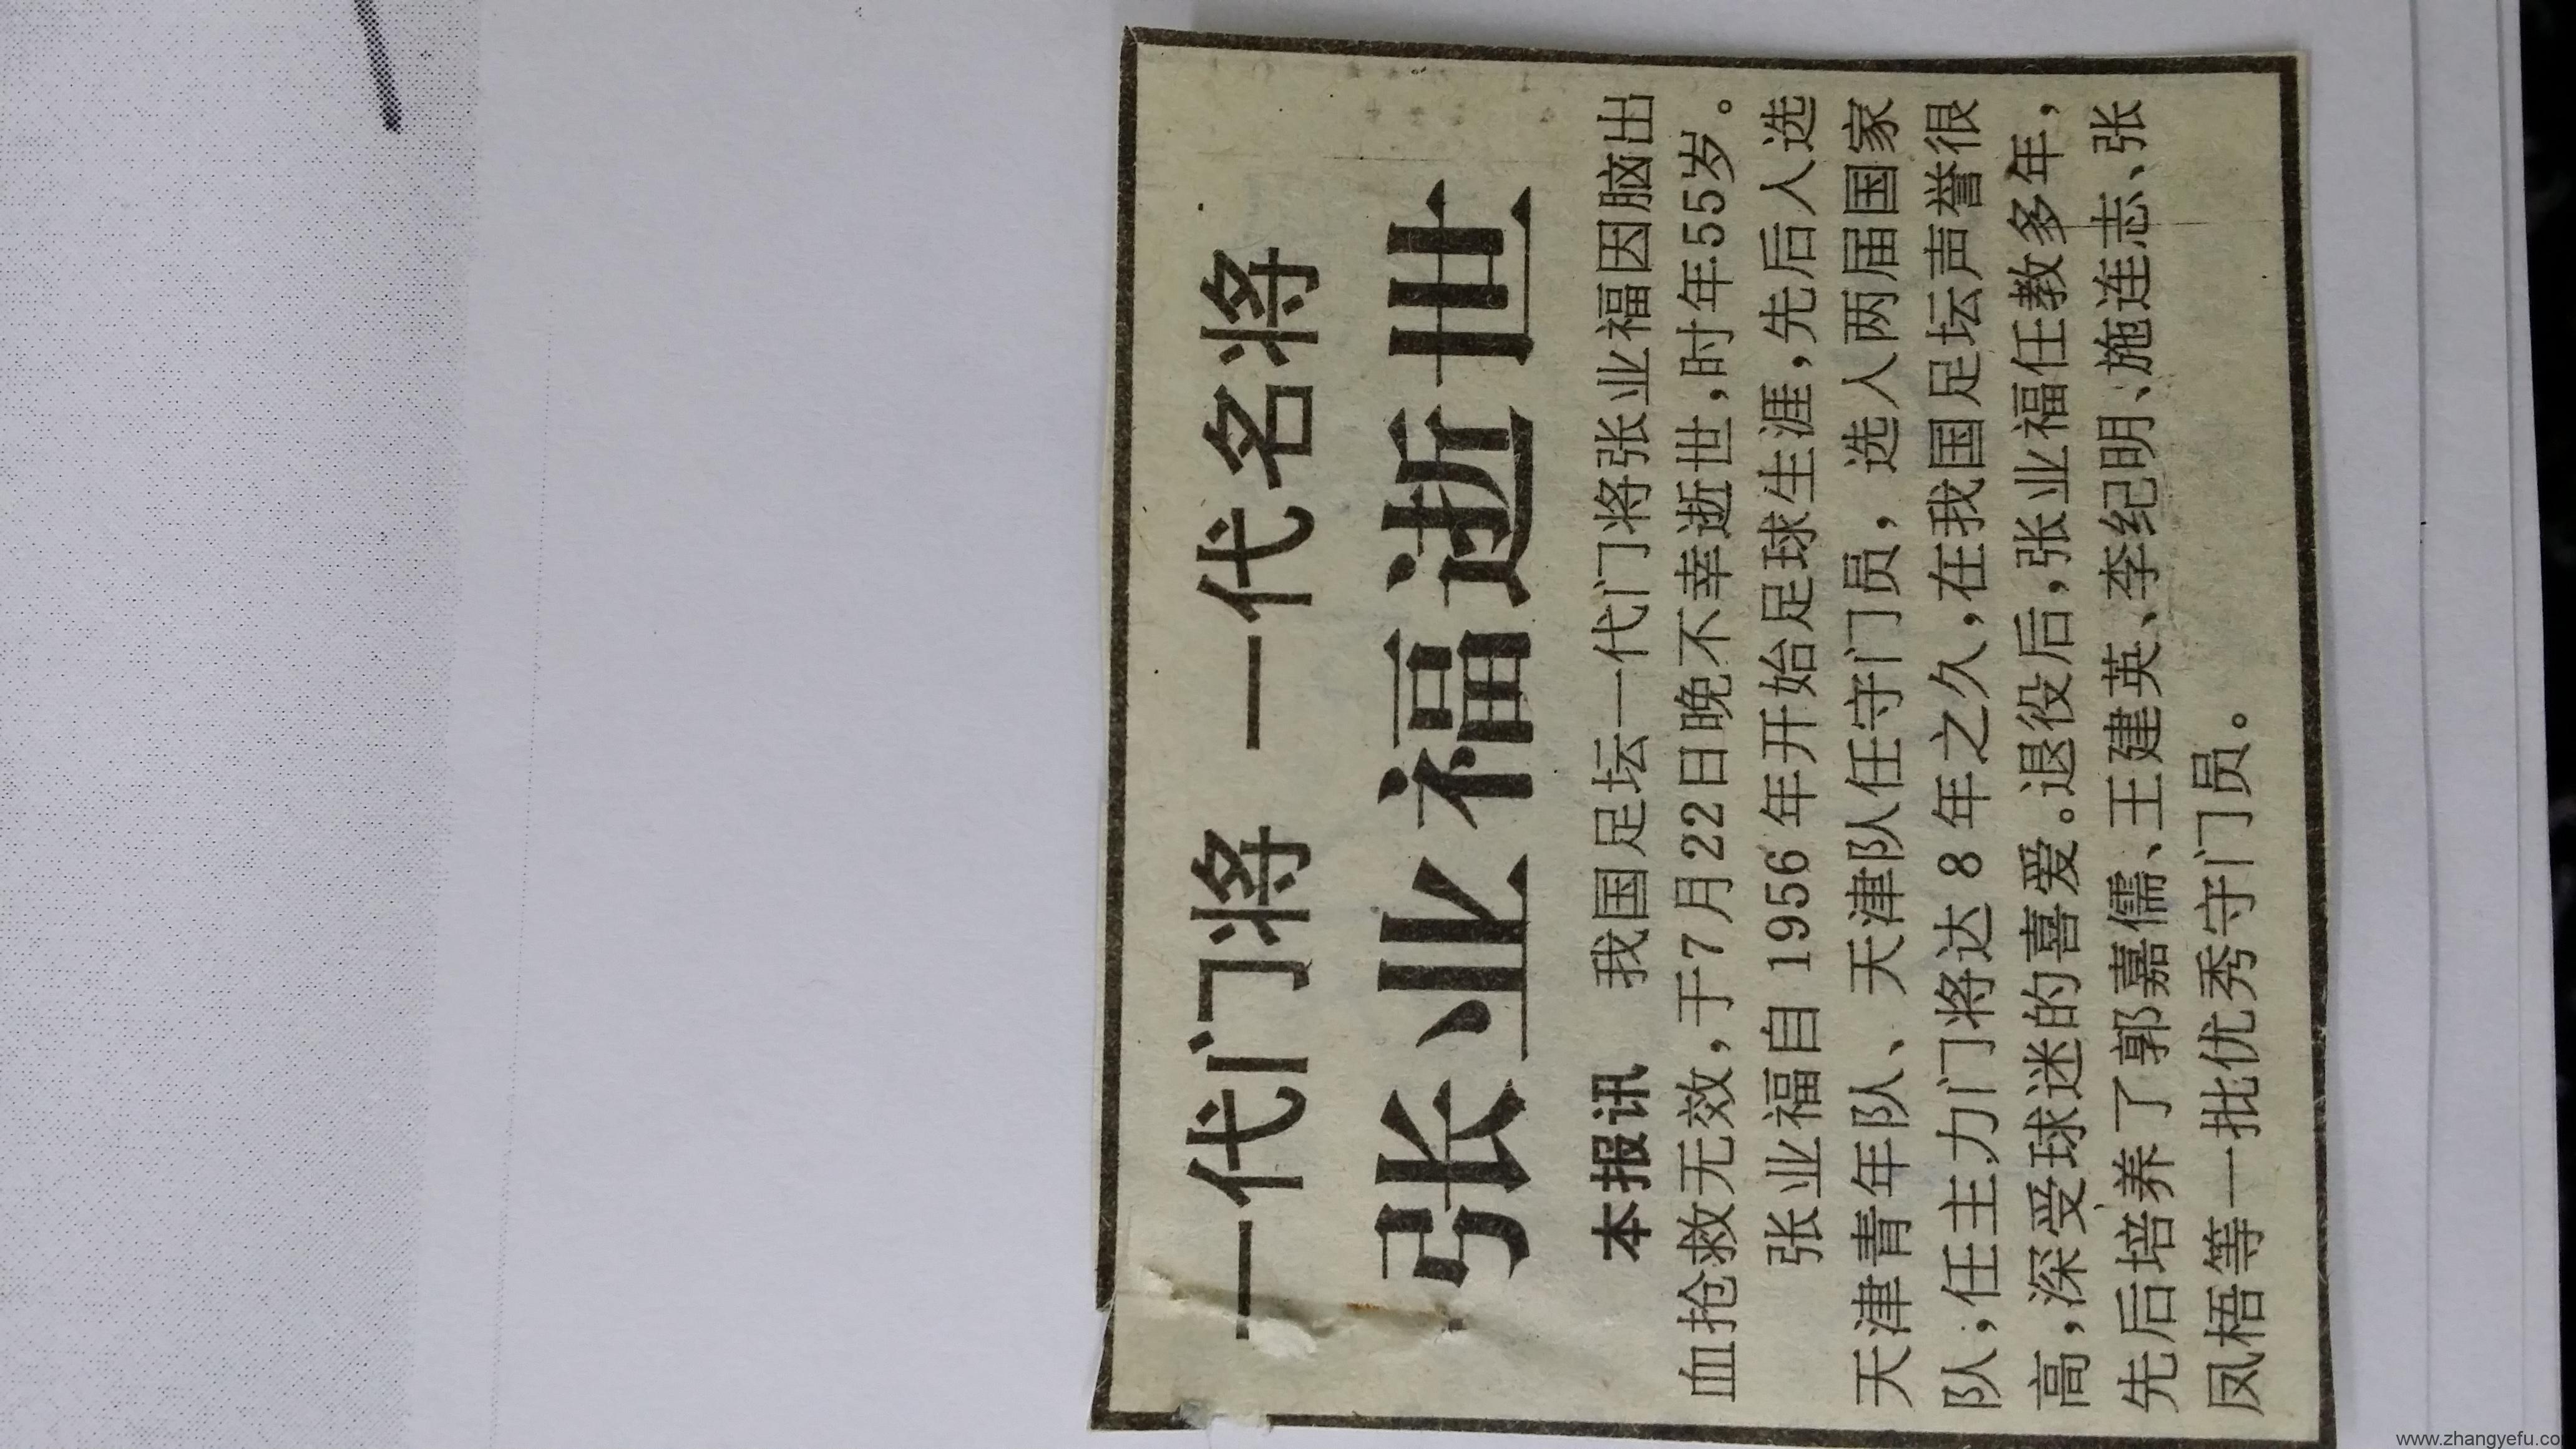 一代门将 一代名将
张业福逝世
本报讯 我国足坛一代门将张业福因脑出
血抢救无效,于7月22日晚不幸逝世,时年55岁。
张业福自1956年开始足球生涯,先后入选
天津青年队、天津队任守门员,选入两届国家
队,任主力门将达8年之久,在我国足坛声誉很
高,深受球迷的喜爱。退役后,张业福任教多年,
先后培养了郭嘉儒、王建英、李纪明、施连志、张
凤梧等一批优秀守门员。
www.zhangyefu.co